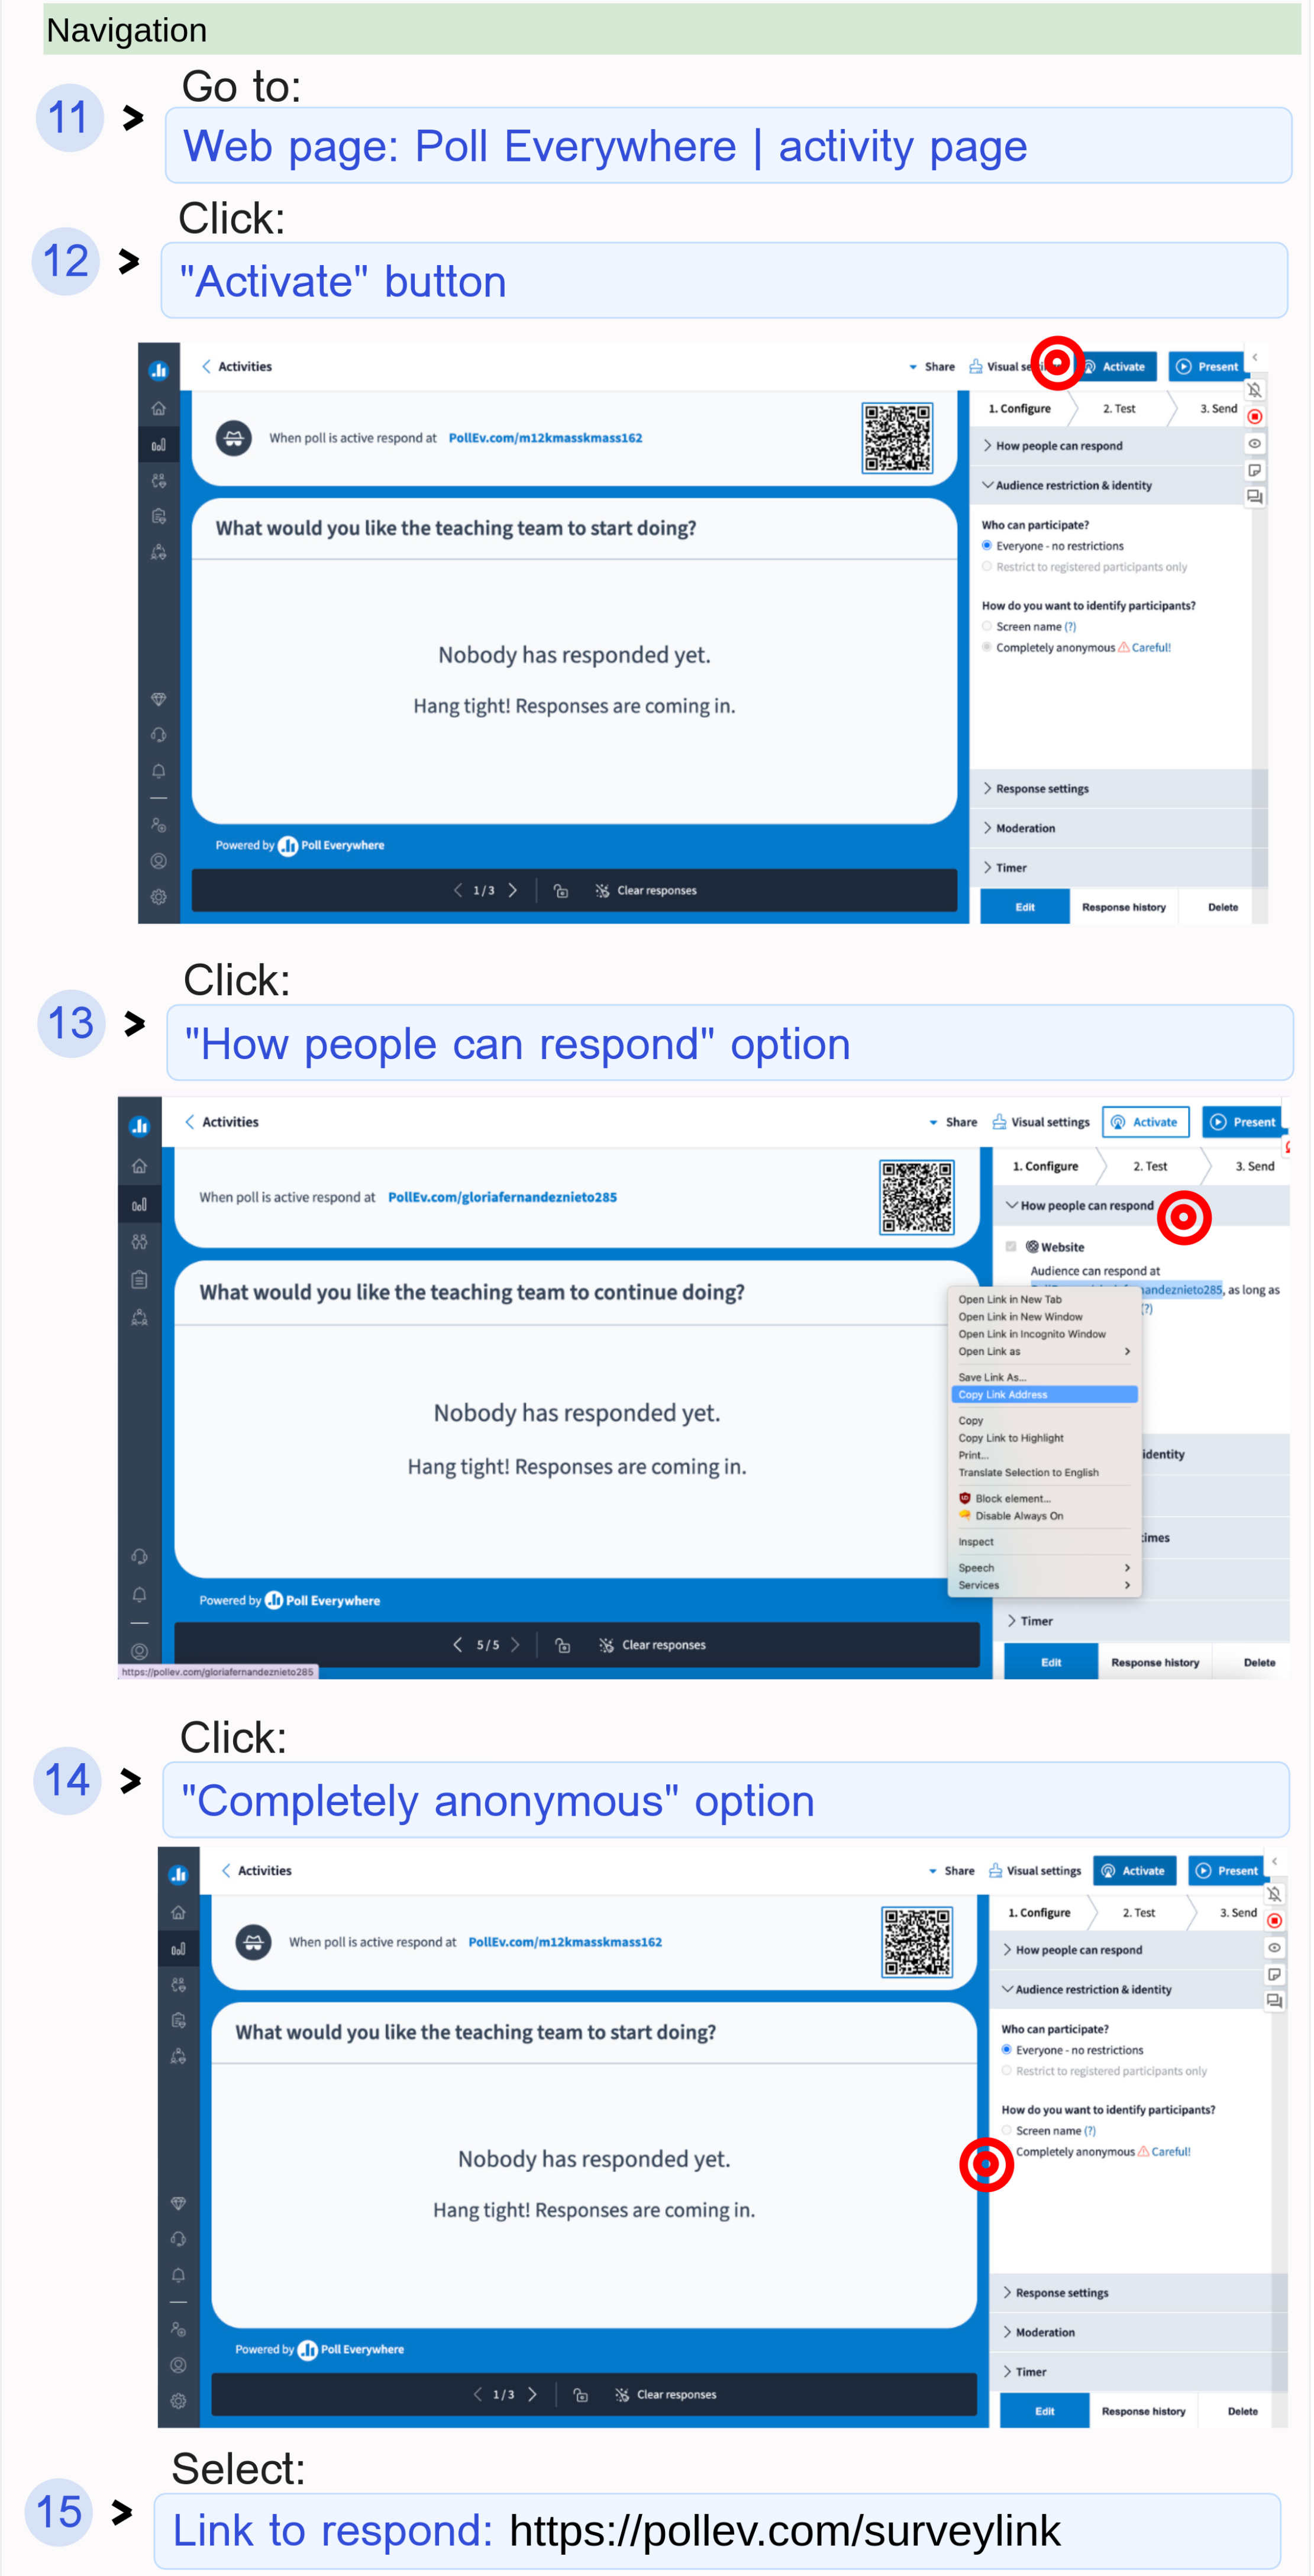 Navigation
11 > Go to:
Web page: Poll Everywhere | activity page
12 > Click:
"Activate" button
Activities
Share Visual se Activate Present
When poll is active respond at PollEv.com/m12kmasskmass162
1. Configure 2. Test 3. Send
How people can respond
Audience restriction & identity
What would you like the teaching team to start doing?
Who can participate?
Everyone - no restrictions
Restrict to registered participants only
How do you want to identify participants?
Screen name (?)
Completely anonymous Careful!
Nobody has responded yet.
Hang tight! Responses are coming in.
Response settings
Moderation
Timer
Powered by Poll Everywhere
1/3 Clear responses
Edit Response history Delete
13 > Click:
"How people can respond" option
Activities
Share Visual settings Activate Present
1. Configure 2. Test 3. Send
When poll is active respond at PollEv.com/gloriafernandeznieto285
How people can respond
Website
Audience can respond at
nandeznieto285, as long as
(?)
What would you like the teaching team to continue doing?
Open Link in New Tab
Open Link in New Window
Open Link in Incognito Window
Open Link as
Save Link As...
Copy Link Address
Copy
Copy Link to Highlight
Print...
Translate Selection to English
Block element...
Disable Always On
Inspect
Speech
Services
identity
times
Timer
Nobody has responded yet.
Hang tight! Responses are coming in.
Powered by Poll Everywhere
5/5 Clear responses
Edit Response history Delete
https://pollev.com/gloriafernandeznieto285
14 > Click:
"Completely anonymous" option
Activities
Share Visual settings Activate Present
1. Configure 2. Test 3. Send
When poll is active respond at PollEv.com/m12kmasskmass162
How people can respond
Audience restriction & identity
What would you like the teaching team to start doing?
Who can participate?
Everyone - no restrictions
Restrict to registered participants only
How do you want to identify participants?
Screen name (?)
Completely anonymous Careful!
Nobody has responded yet.
Hang tight! Responses are coming in.
Response settings
Moderation
Timer
Powered by Poll Everywhere
1/3 Clear responses
Edit Response history Delete
15 > Select:
Link to respond: https://pollev.com/surveylink